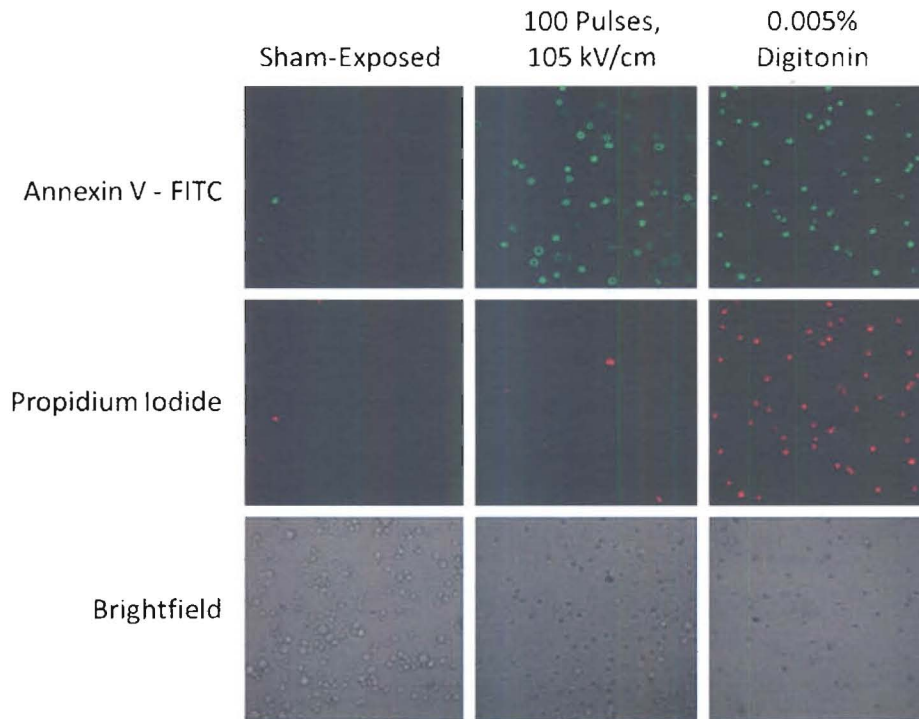 Sham-Exposed
100 Pulses,
105 kV/cm
0.005%
Digitonin
Annexin V - FITC
Propidium Iodide
Brightfield